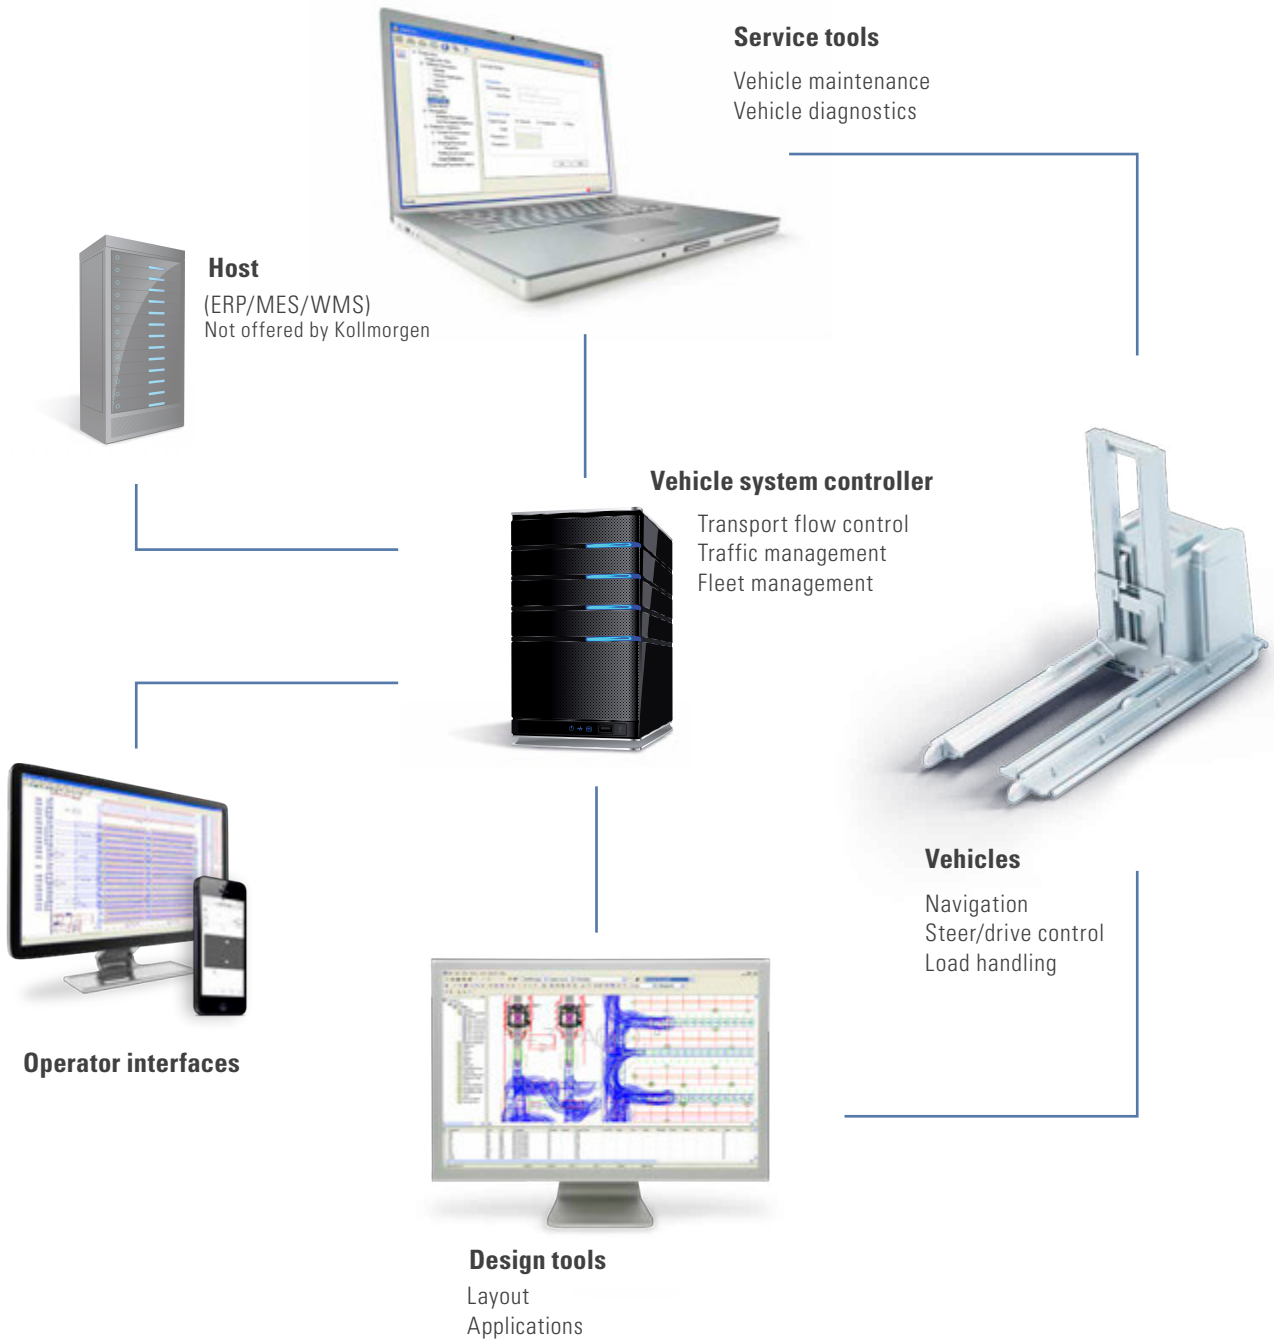 Service tools
Vehicle maintenance
Vehicle diagnostics
Host
(ERP/MES/WMS)
Not offered by Kollmorgen
Vehicle system controller
Transport flow control
Traffic management
Fleet management
Vehicles
Navigation
Steer/drive control
Load handling
Operator interfaces
Design tools
Layout
Applications